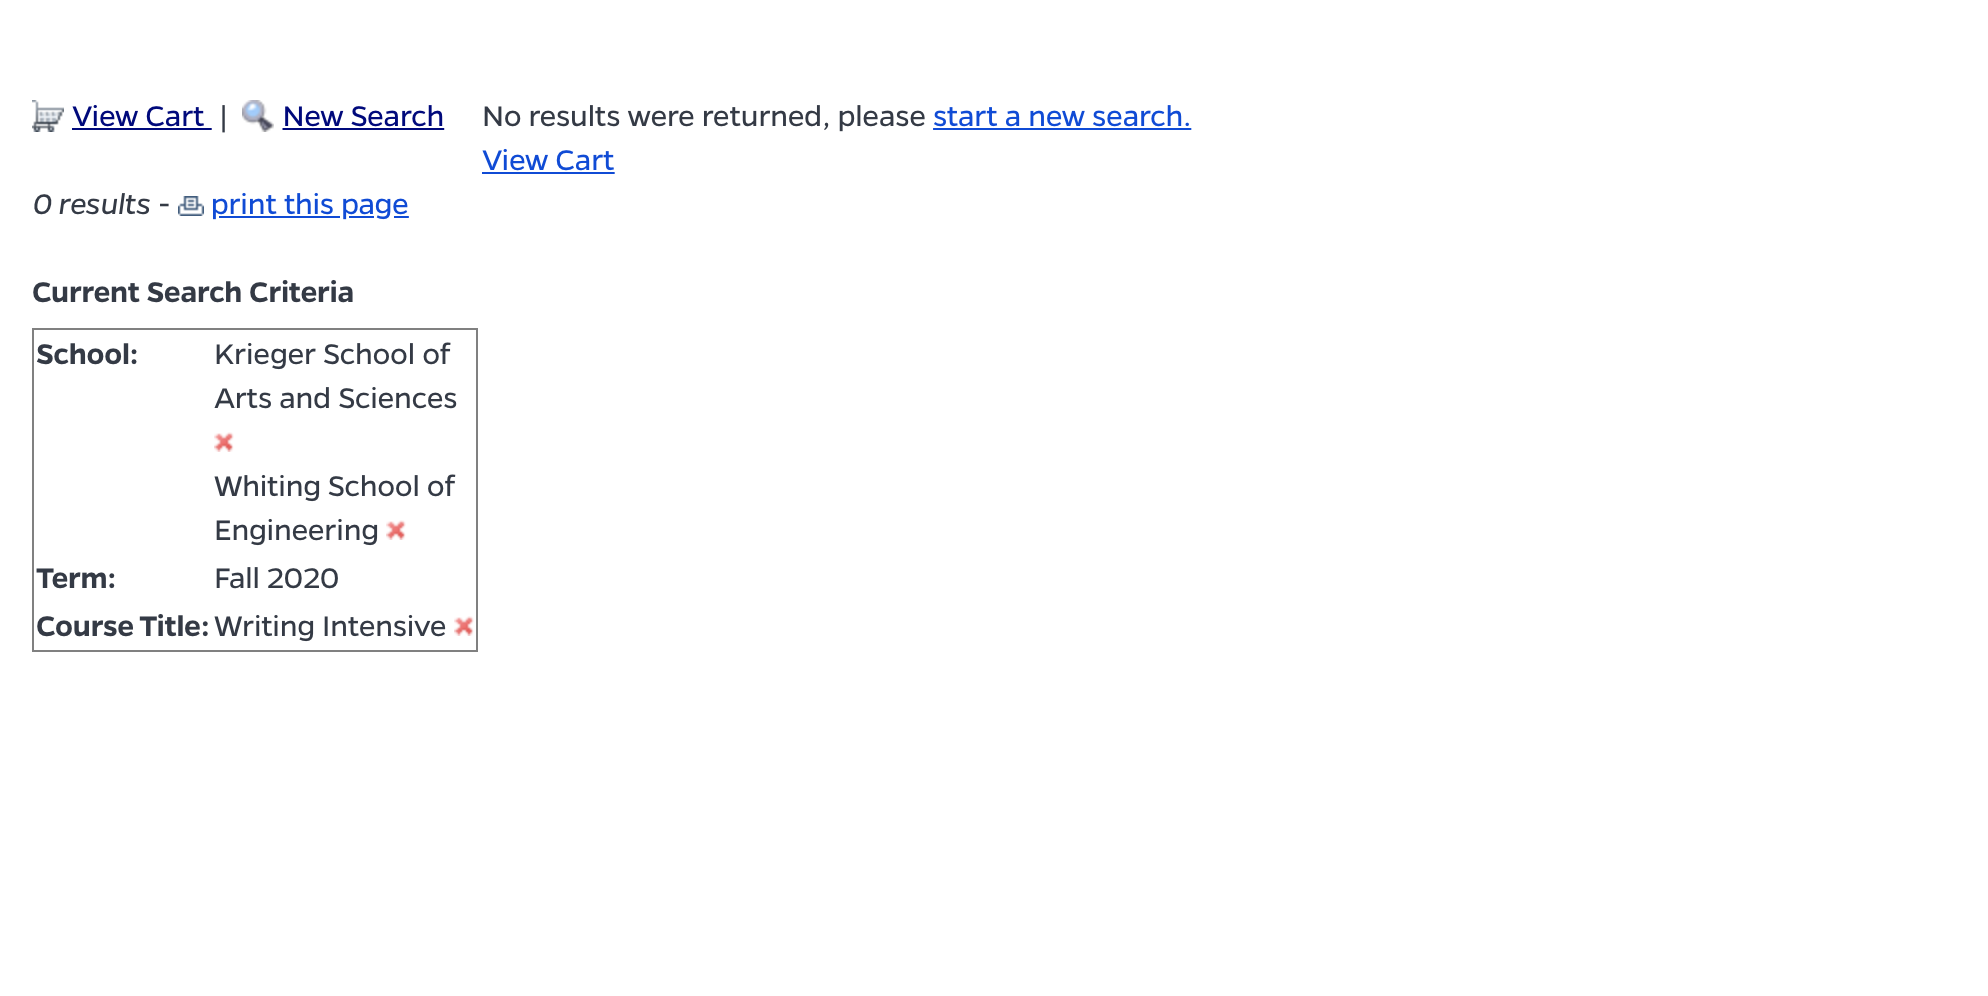 View Cart | New Search
No results were returned, please start a new search.
View Cart
0 results - print this page
Current Search Criteria
School: Krieger School of
Arts and Sciences
Whiting School of
Engineering
Term: Fall 2020
Course Title: Writing Intensive